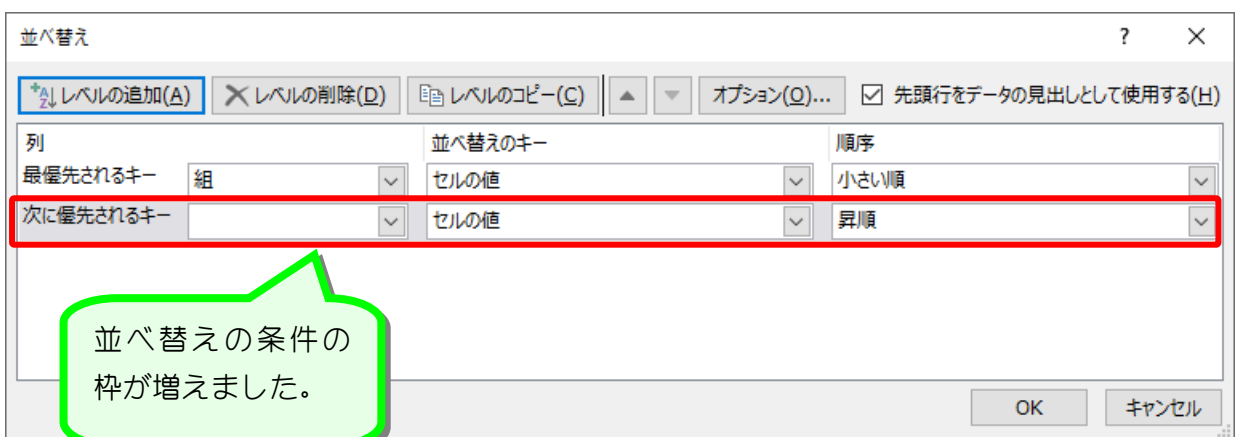 並べ替え ?
レベルの追加(A) レベルの削除(D) レベルのコピー(C) オプション(O)... 先頭行をデータの見出しとして使用する(H)
列 並べ替えのキー 順序
最優先されるキー 組 セルの値 小さい順
次に優先されるキー セルの値 昇順
並べ替えの条件の
枠が増えました。
OK キャンセル